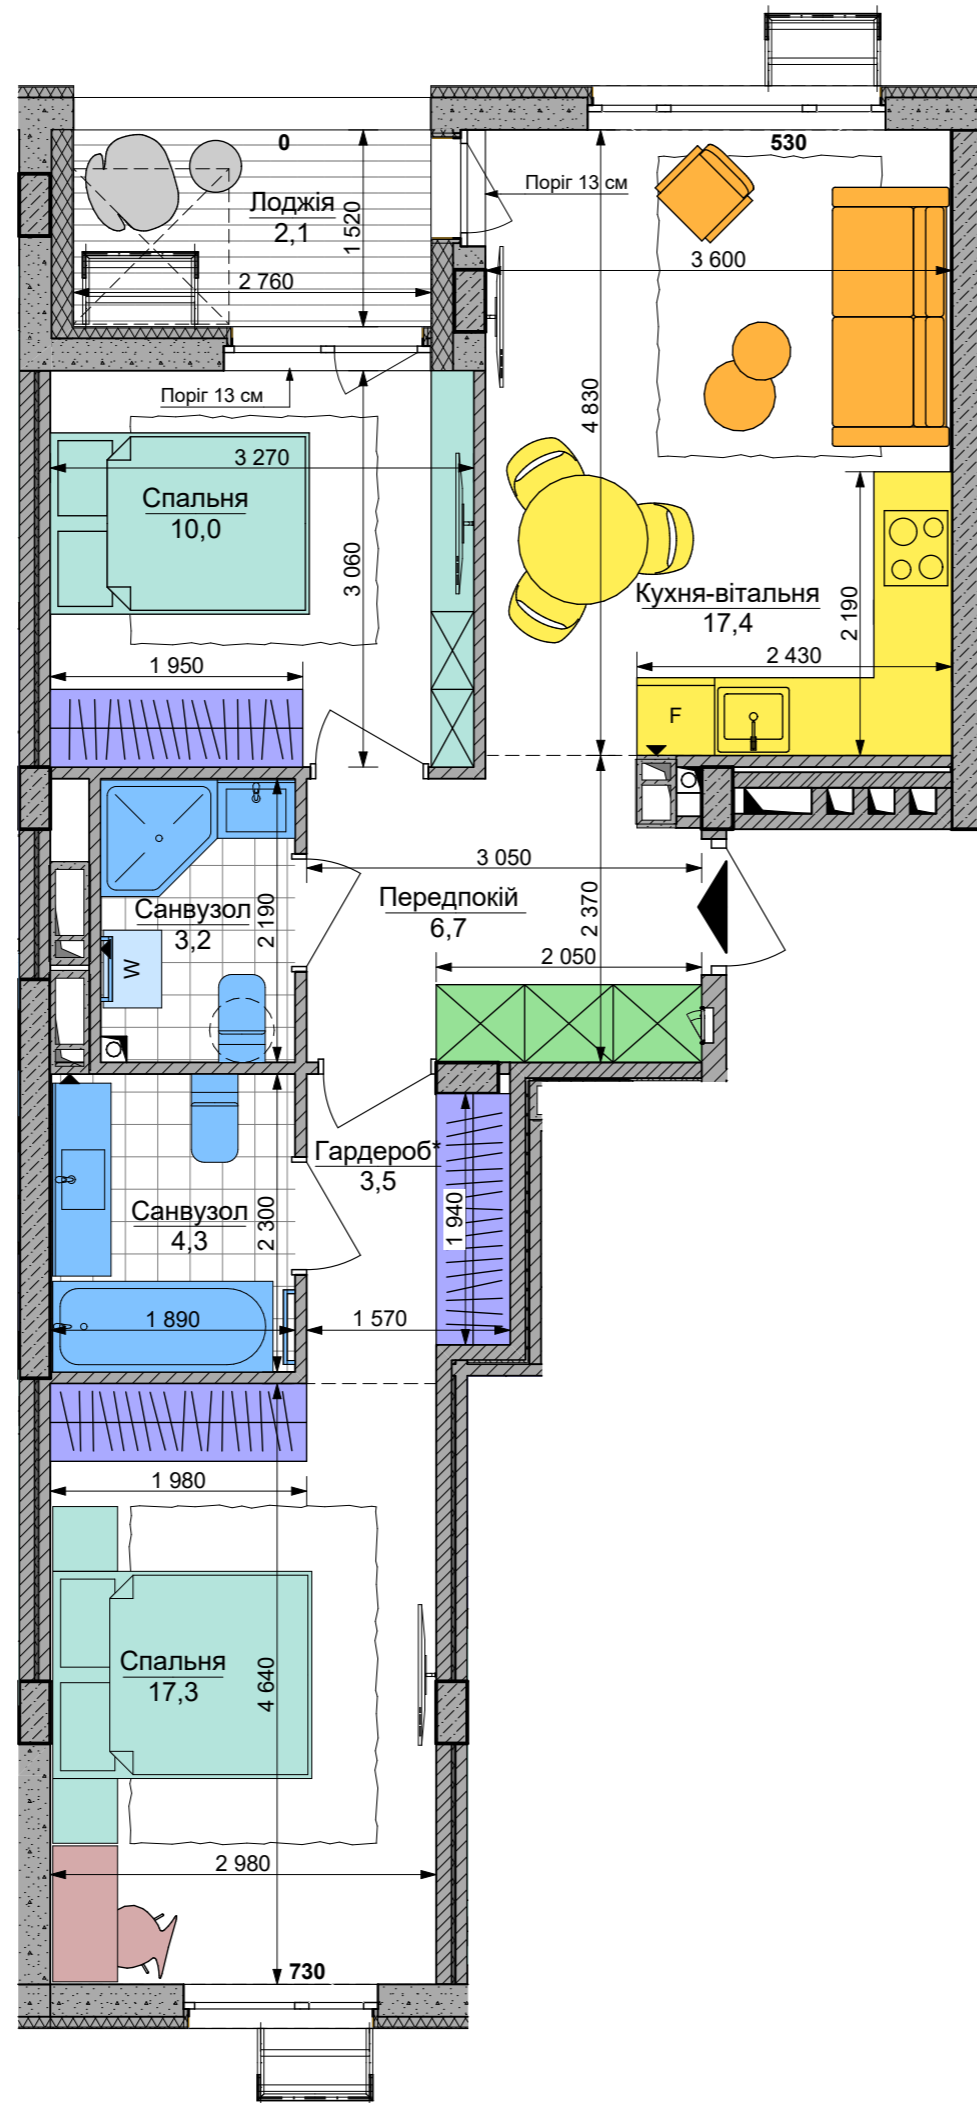 0
530
Лоджія
2,1
1 520
2 760
Поріг 13 см
3 600
Поріг 13 см
4 830
3 270
Спальня
10,0
3 060
Кухня-вітальня
17,4
2 190
1 950
2 430
F
3 050
Передпокій
6,7
2 370
Санвузол
3,2
2 190
W
2 050
Гардероб*
3,5
1 940
Санвузол
4,3
2 300
1 890
1 570
1 980
Спальня
17,3
4 640
2 980
730